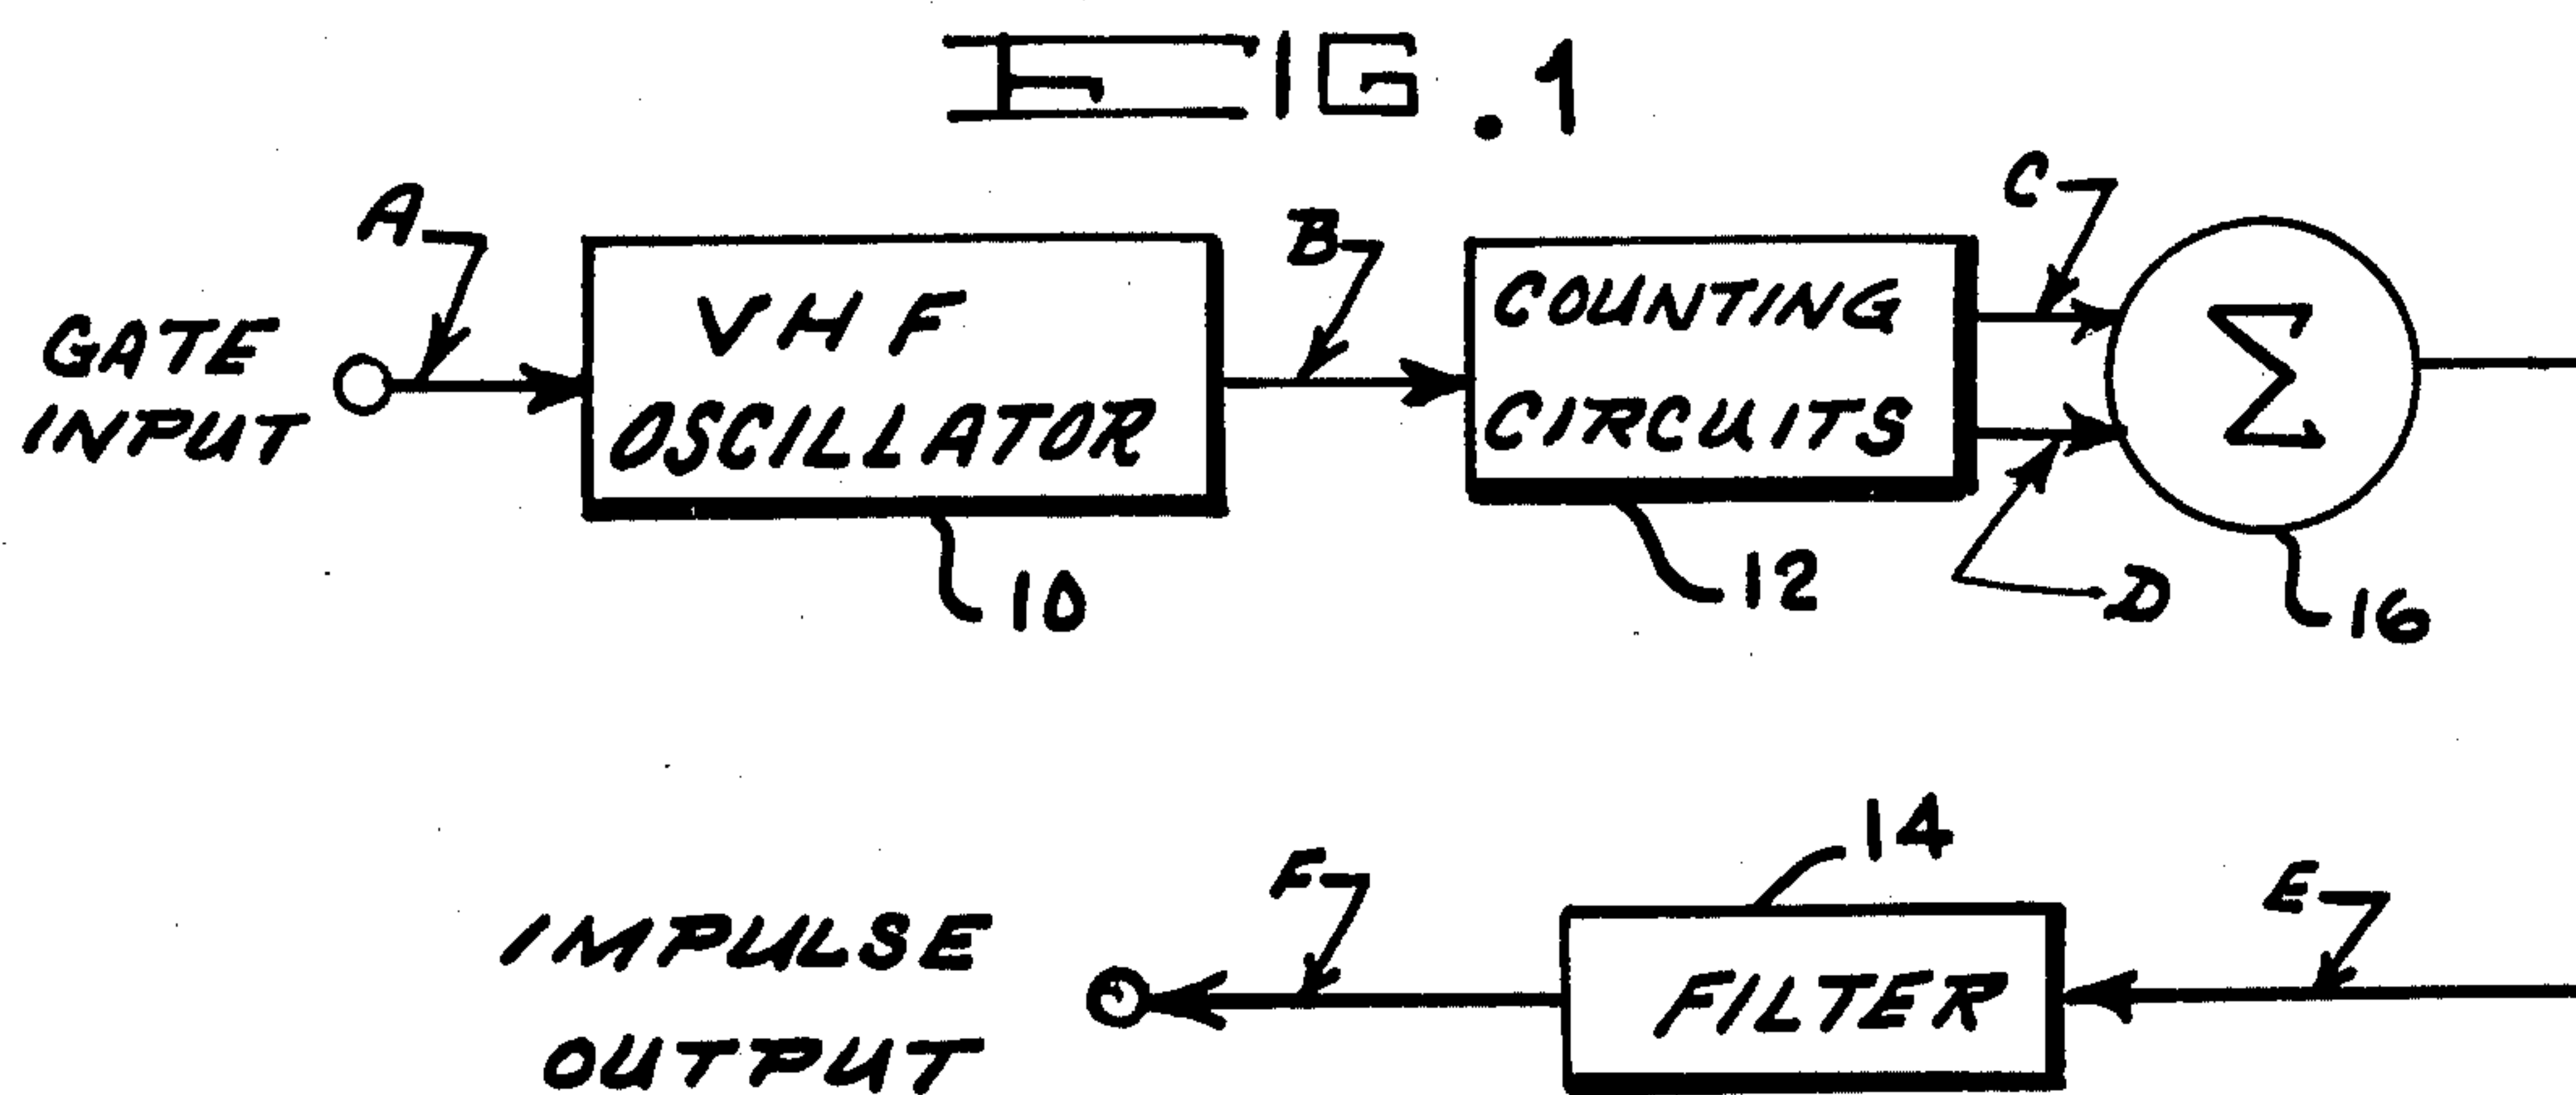 FIG. 1
A
GATE
INPUT
VHF
OSCILLATOR
10
B
COUNTING
CIRCUITS
12
C
D
Σ
16
14
F
E
IMPULSE
OUTPUT
FILTER